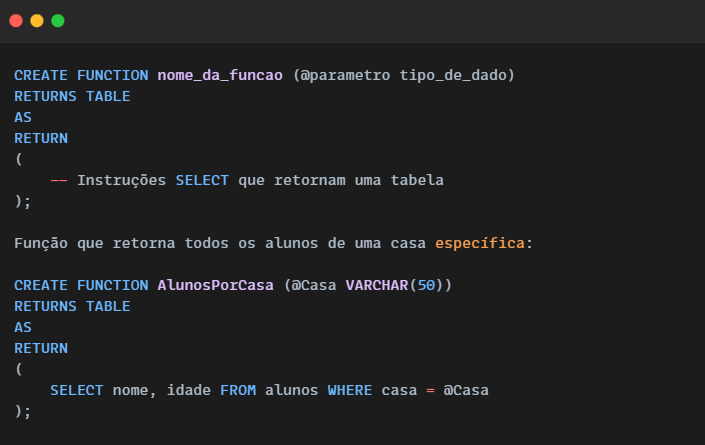 CREATE FUNCTION nome_da_funcao (@parametro tipo_de_dado)
RETURNS TABLE
AS
RETURN
(
    -- Instruções SELECT que retornam uma tabela
);

Função que retorna todos os alunos de uma casa específica:

CREATE FUNCTION AlunosPorCasa (@Casa VARCHAR(50))
RETURNS TABLE
AS
RETURN
(
    SELECT nome, idade FROM alunos WHERE casa = @Casa
);